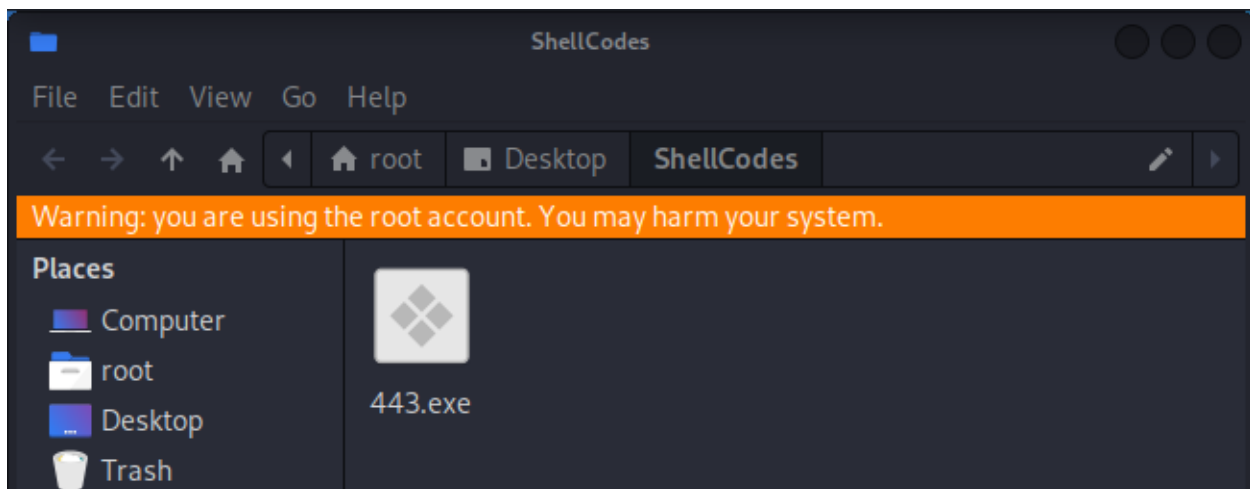 ShellCodes
File Edit View Go Help
root Desktop ShellCodes
Warning: you are using the root account. You may harm your system.
Places
Computer
root
Desktop
Trash
443.exe